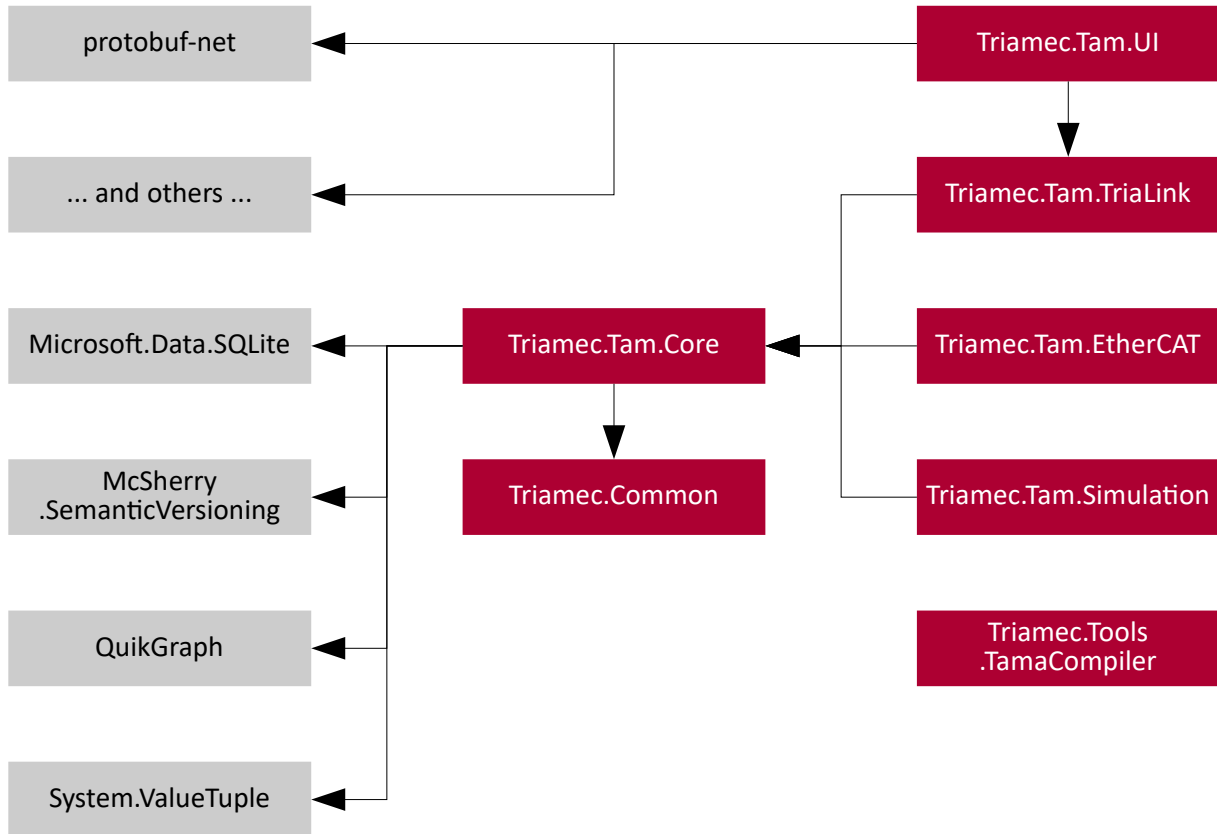 protobuf-net
Triamec.Tam.UI
... and others ...
Triamec.Tam.TriaLink
Microsoft.Data.SQLite
Triamec.Tam.Core
Triamec.Tam.EtherCAT
McSherry
.SemanticVersioning
Triamec.Common
Triamec.Tam.Simulation
QuikGraph
Triamec.Tools
.TamaCompiler
System.ValueTuple